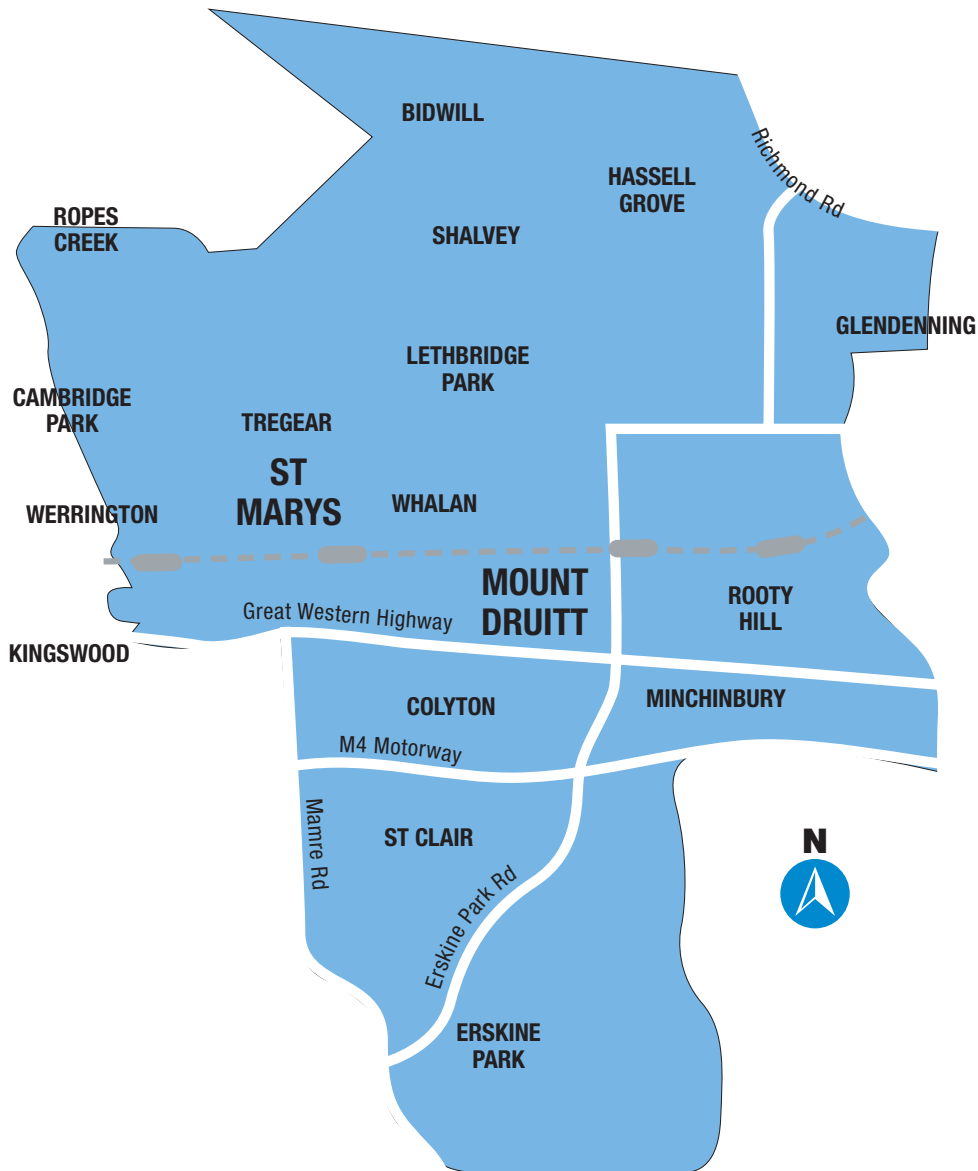 BIDWILL
Richmond Rd
HASSELL
GROVE
ROPES
CREEK
SHALVEY
GLENDENNING
LETHBRIDGE
PARK
CAMBRIDGE
PARK
TREGEAR
ST
MARYS
WHALAN
WERRINGTON
MOUNT
DRUITT
ROOTY
HILL
Great Western Highway
KINGSWOOD
COLYTON
MINCHINBURY
M4 Motorway
Mamre Rd
ST CLAIR
N
Erskine Park Rd
ERSKINE
PARK